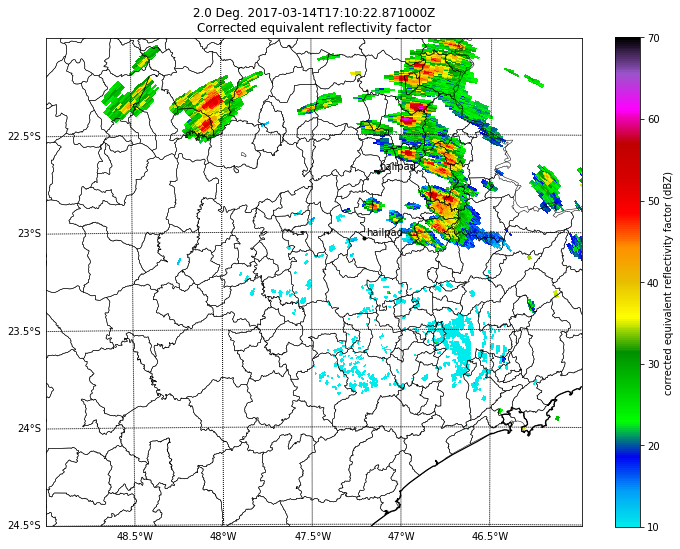 2.0 Deg. 2017-03-14T17:10:22.871000Z
Corrected equivalent reflectivity factor
70
60
50
40
30
20
10
corrected equivalent reflectivity factor (dBZ)
22.5°S
23°S
23.5°S
24°S
24.5°S
hailpad
hailpad
48.5°W
48°W
47.5°W
47°W
46.5°W